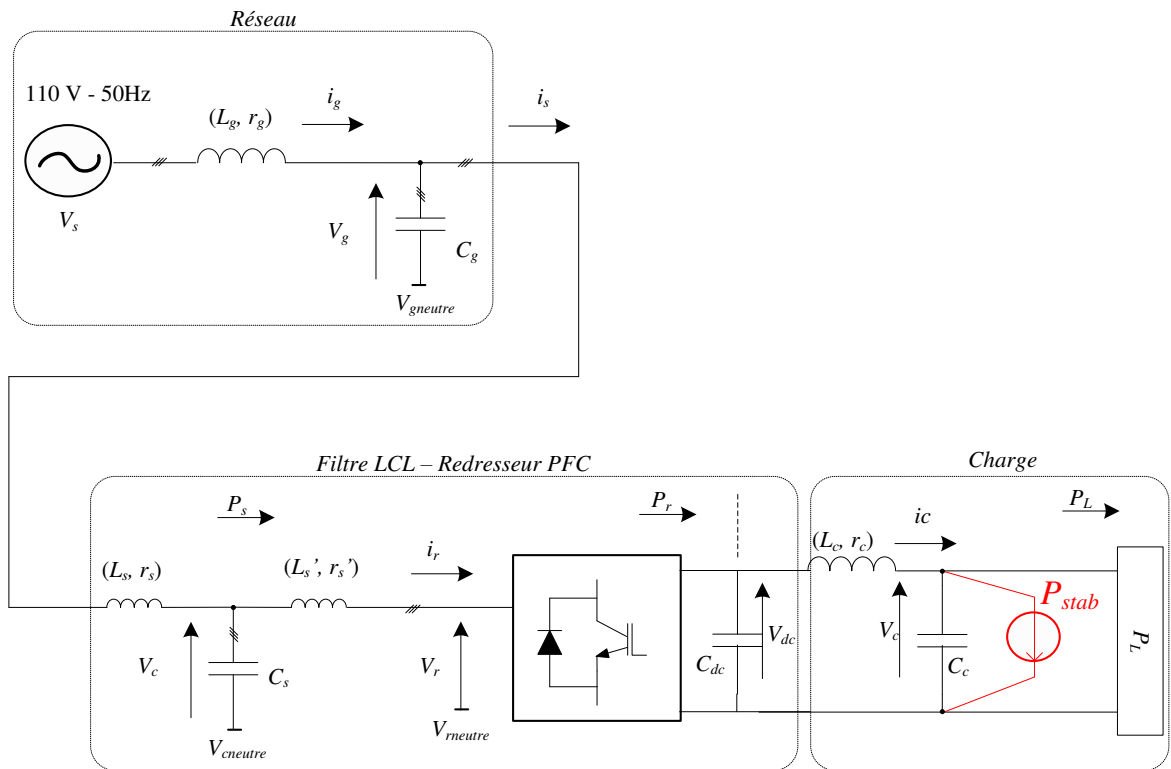 Réseau
110 V - 50Hz
(Lg, rg)
ig
is
Vs
Vg
Cg
Vgneutre
Filtre LCL – Redresseur PFC
Charge
Ps
Pr
PL
(Ls, rs)
(Ls’, rs’)
ir
(Lc, rc)
ic
Pstab
Vc
Cs
Vr
Cdc
Vdc
Vc
Cc
PL
Vcneutre
Vrneutre